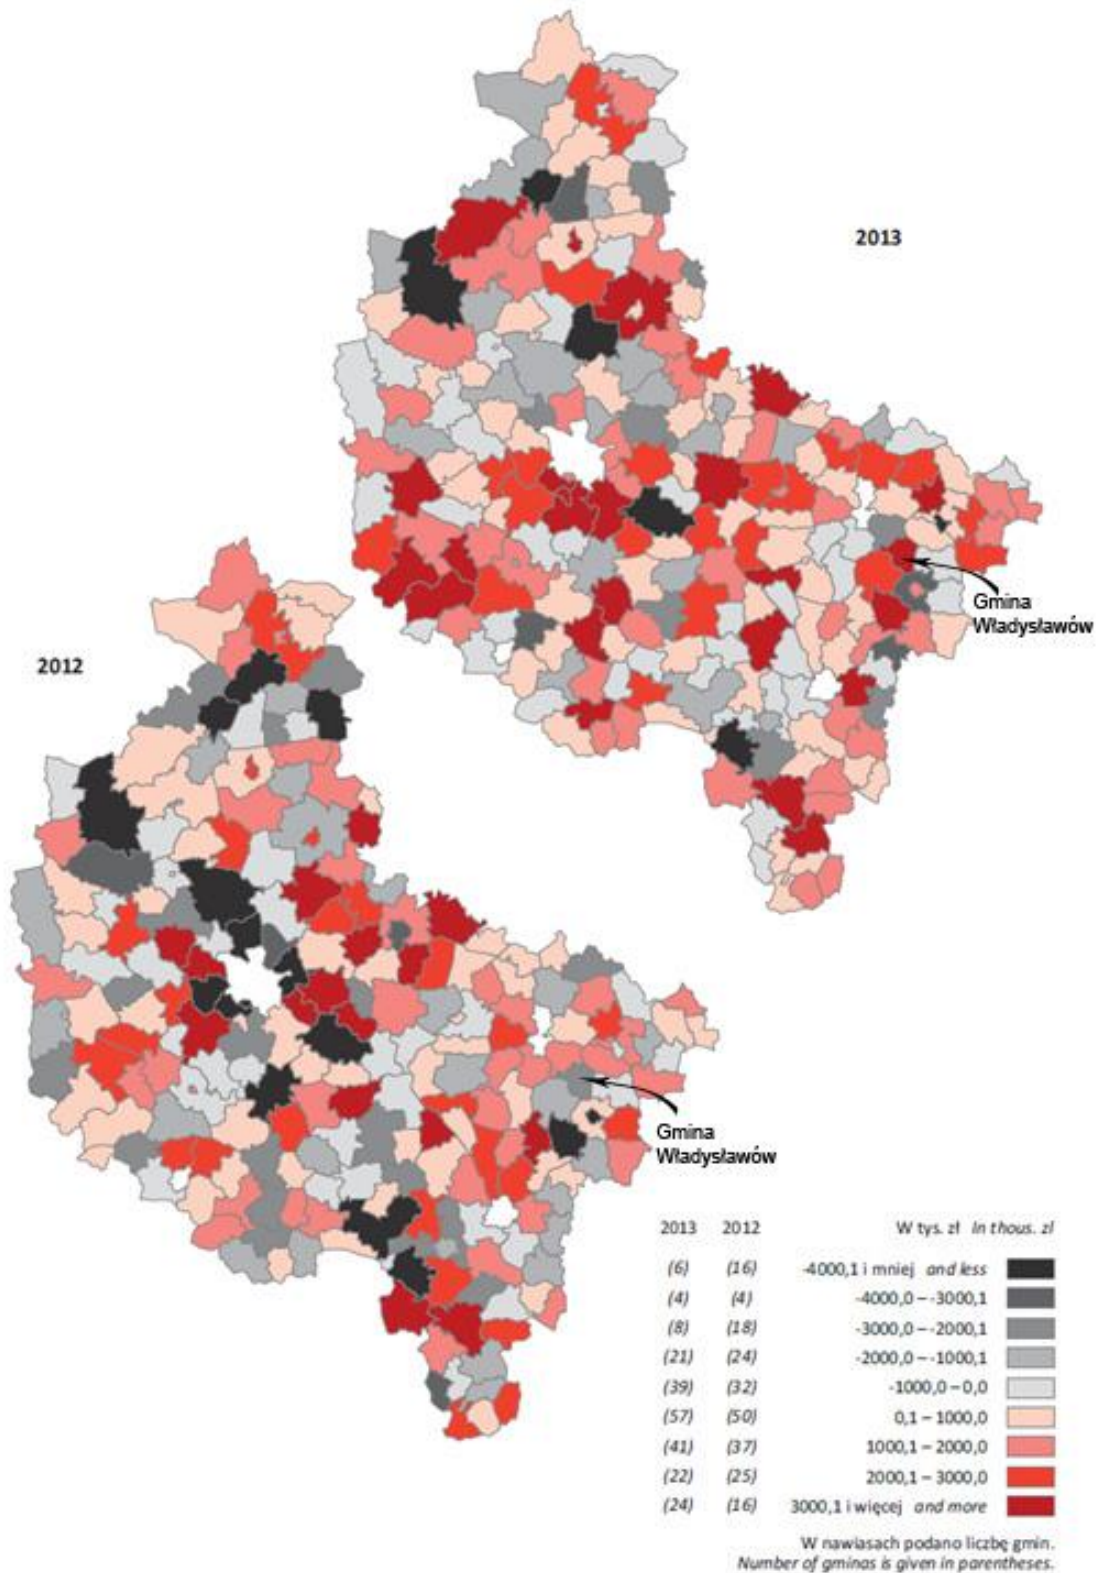 2013
Gmina
Władysławów
2012
Gmina
Władysławów
2013 2012 W tys. zł In thous. zl
(6) (16) -4000,1 i mniej and less
(4) (4) -4000,0 – -3000,1
(8) (18) -3000,0 – -2000,1
(21) (24) -2000,0 – -1000,1
(39) (32) -1000,0 – 0,0
(57) (50) 0,1 – 1000,0
(41) (37) 1000,1 – 2000,0
(22) (25) 2000,1 – 3000,0
(24) (16) 3000,1 i więcej and more
W nawiasach podano liczbę gmin.
Number of gminas is given in parentheses.